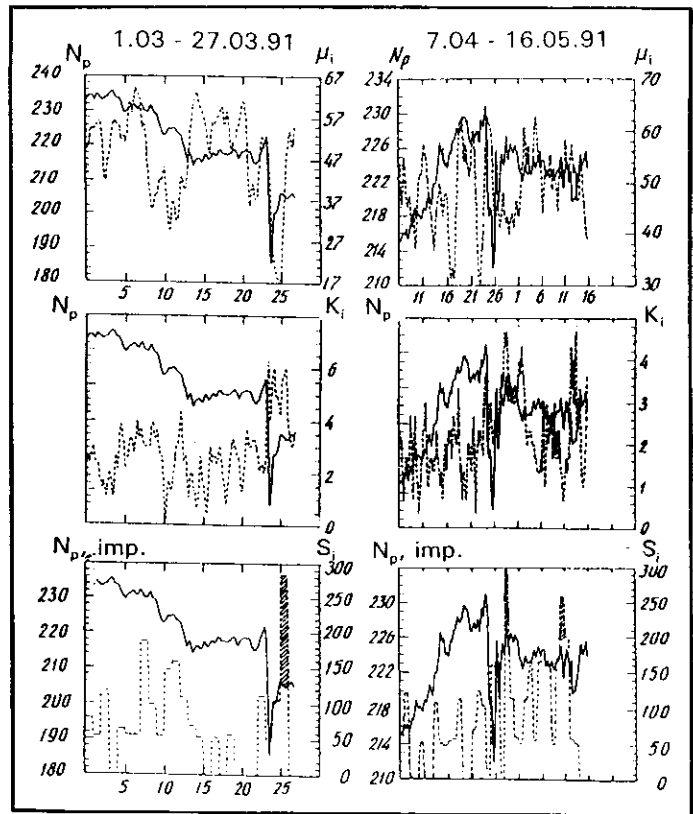 1.03 - 27.03.91
7.04 - 16.05.91
Np μi Np μi
240 67 234 70
230 57 230 60
220 226
210 47 222 50
200 37 218 40
190 27 214
180 17 210 30
5 10 15 20 25
11 16 21 26 1 6 11 16
Np Ki Np Ki
6 4
4 3
2 2
1
0 0
Np, imp. Si Np, imp. Si
300 300
230 250 230 250
220 200 226 200
210 150 222 150
200 100 218 100
190 50 214 50
180 0 210 0
5 10 15 20 25